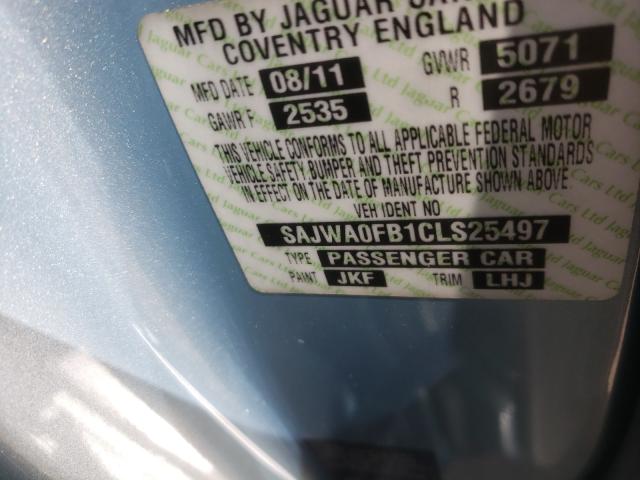 MFD BY JAGUAR CAR
COVENTRY ENGLAND
MFD DATE 08/11 GVWR 5071
GAWR F 2535 R 2679
THIS VEHICLE CONFORMS TO ALL APPLICABLE FEDERAL MOTOR
VEHICLE SAFETY BUMPER AND THEFT PREVENTION STANDARDS
IN EFFECT ON THE DATE OF MANUFACTURE SHOWN ABOVE
VEH IDENT NO
SAJWA0FB1CLS25497
TYPE PASSENGER CAR
PAINT JKF TRIM LHJ